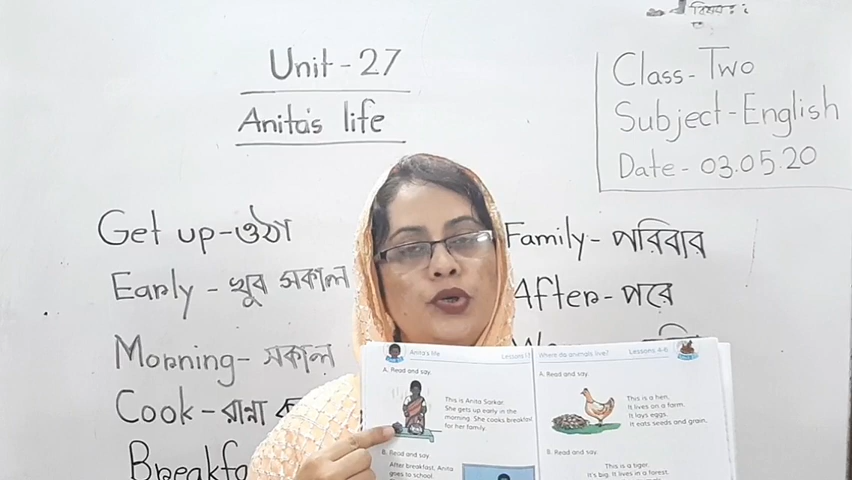 বিষয় :
Unit - 27
Anita's life
Class - Two
Subject - English
Date - 03.05.20
Get up - ওঠা
Early - খুব সকাল
Morning - সকাল
Cook - রান্না
Breakfa
Family - পরিবার
After - পরে
Anita's life
Lessons 1-
A. Read and say.
This is Anita Sarkar.
She gets up early in the
morning. She cooks breakfast
for her family.
B. Read and say.
After breakfast, Anita
goes to school.
Where do animals live?
Lessons 4-6
A. Read and say.
This is a hen.
It lives on a farm.
It lays eggs.
It eats seeds and grain.
B. Read and say.
This is a tiger.
It's big. It lives in a forest.